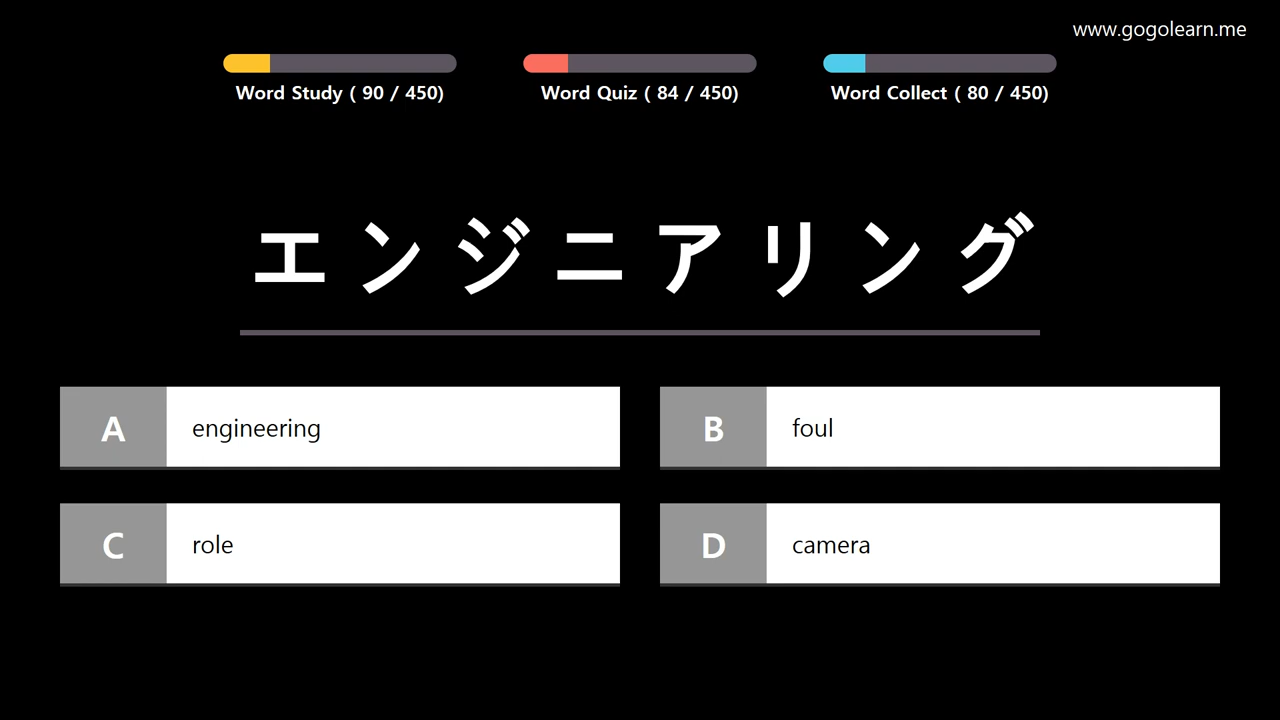 www.gogolearn.me
Word Study ( 90 / 450)
Word Quiz ( 84 / 450)
Word Collect ( 80 / 450)
エンジニアリング
A engineering
B foul
C role
D camera